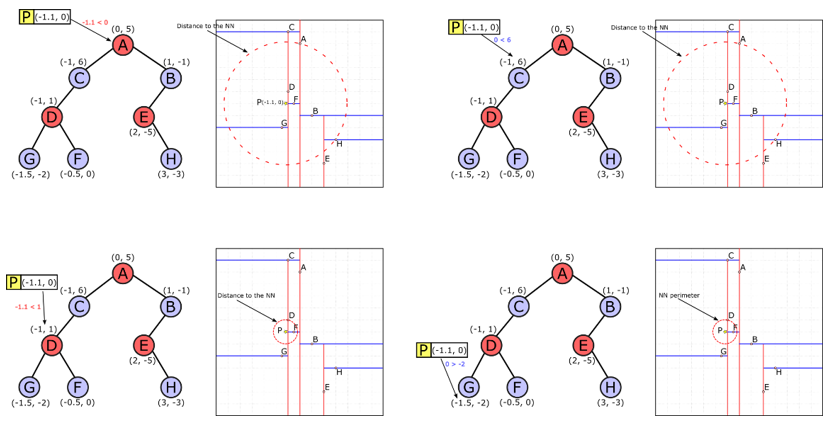 P (-1.1, 0)
-1.1 < 0
(0, 5)
A
(-1, 6)
C
(1, -1)
B
(-1, 1)
D
E
(2, -5)
G
F
H
(-1.5, -2)
(-0.5, 0)
(3, -3)
Distance to the NN
C
A
D
P(-1.1, 0)
F
B
G
H
E
P (-1.1, 0)
0 < 6
(0, 5)
A
(-1, 6)
C
(1, -1)
B
(-1, 1)
D
E
(2, -5)
G
F
H
(-1.5, -2)
(-0.5, 0)
(3, -3)
Distance to the NN
C
A
D
P
F
B
G
H
E
(0, 5)
A
P (-1.1, 0)
(-1, 6)
C
(1, -1)
B
-1.1 < 1
(-1, 1)
D
E
(2, -5)
G
F
H
(-1.5, -2)
(-0.5, 0)
(3, -3)
Distance to the NN
C
A
D
P
F
B
G
H
E
(0, 5)
A
(-1, 6)
C
(1, -1)
B
(-1, 1)
D
E
(2, -5)
P (-1.1, 0)
0 > -2
G
F
H
(-1.5, -2)
(-0.5, 0)
(3, -3)
NN perimeter
C
A
D
P
F
B
G
H
E